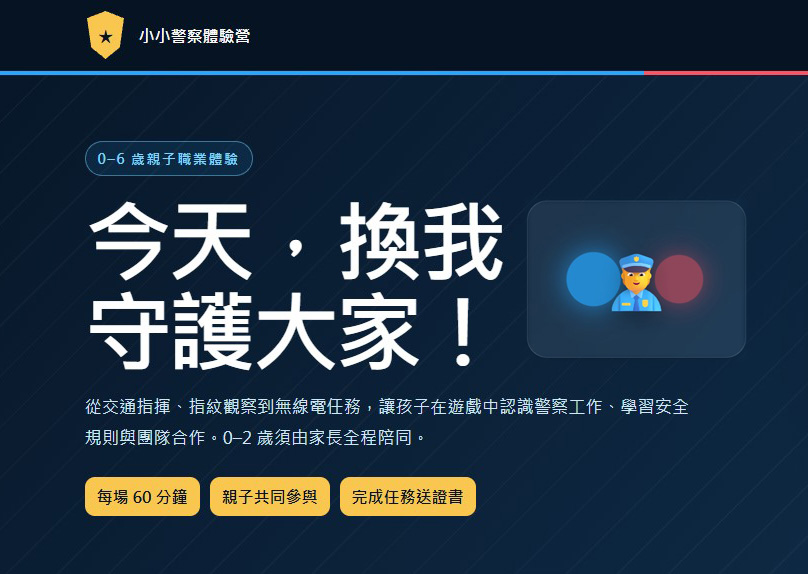 小小警察體驗營
0–6 歲親子職業體驗
今天，換我
守護大家！
從交通指揮、指紋觀察到無線電任務，讓孩子在遊戲中認識警察工作、學習安全
規則與團隊合作。0–2 歲須由家長全程陪同。
每場 60 分鐘
親子共同參與
完成任務送證書